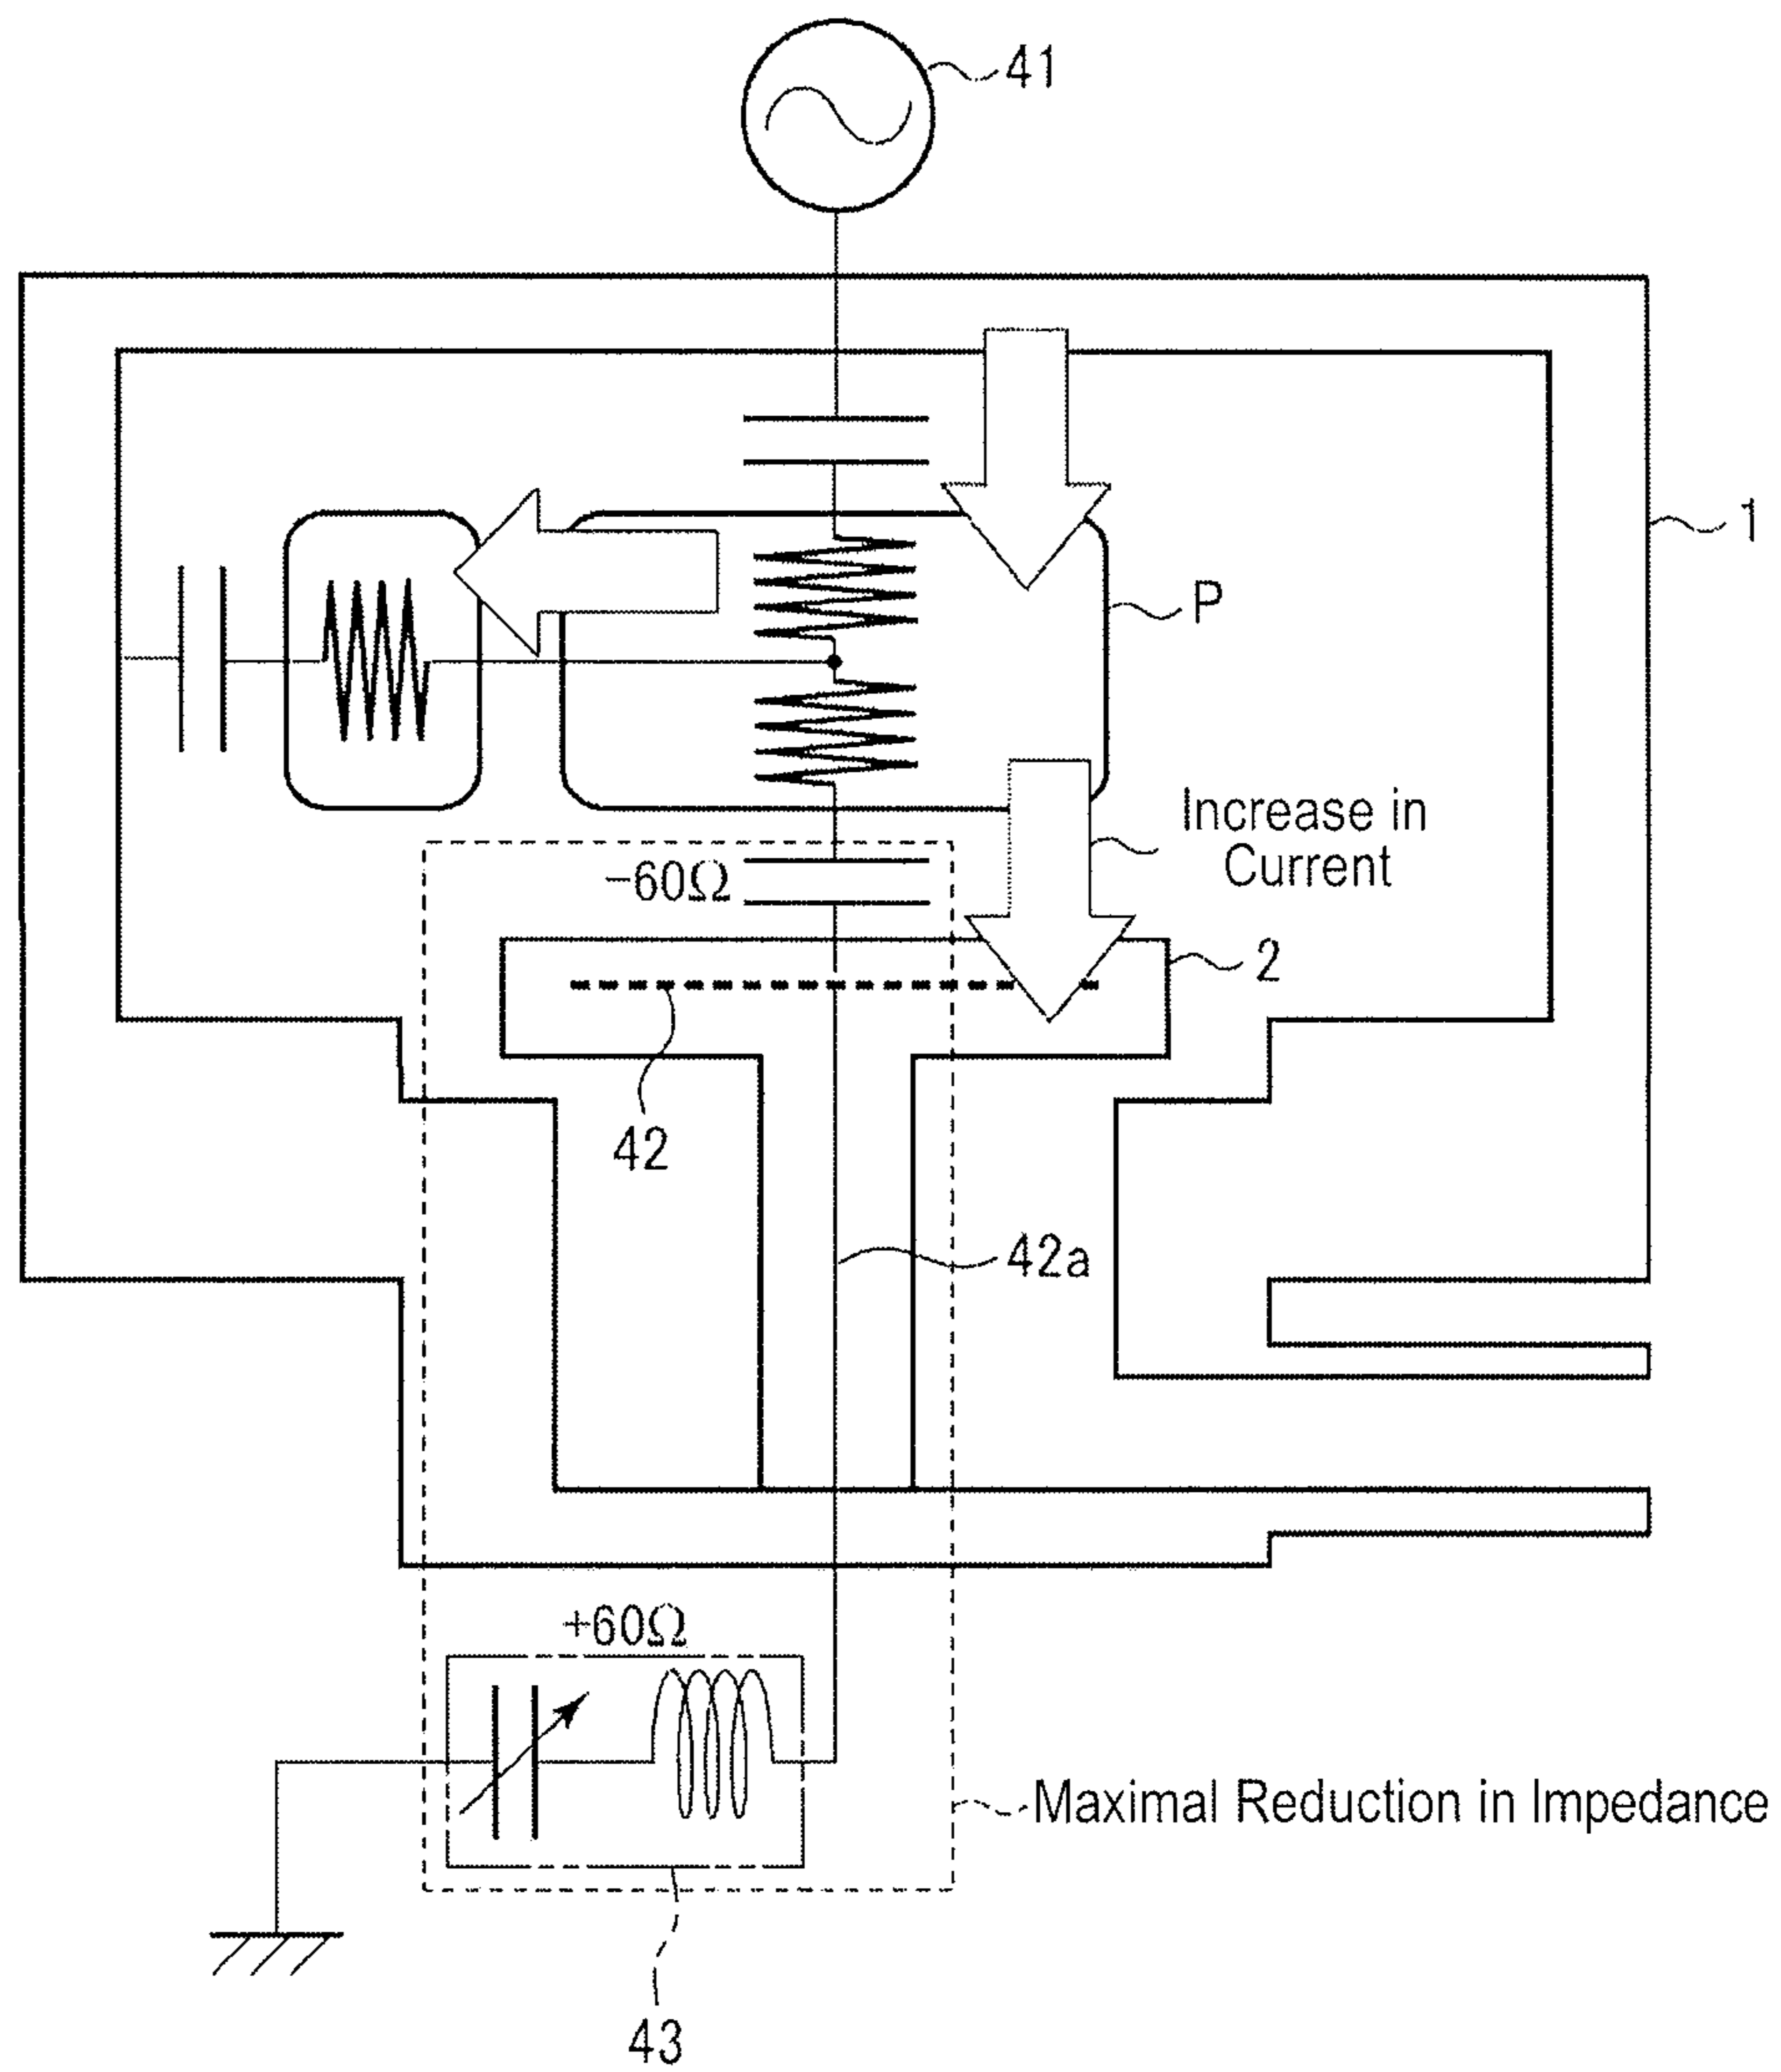 41
1
P
Increase in
Current
−60Ω
2
42
42a
+60Ω
Maximal Reduction in Impedance
43